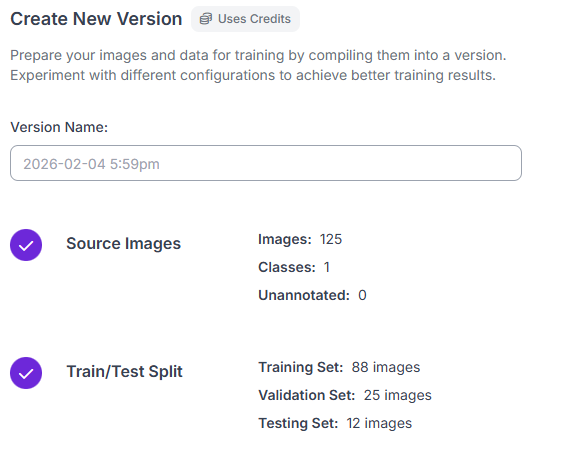 Create New Version Uses Credits
Prepare your images and data for training by compiling them into a version.
Experiment with different configurations to achieve better training results.
Version Name:
2026-02-04 5:59pm
Source Images
Images: 125
Classes: 1
Unannotated: 0
Train/Test Split
Training Set: 88 images
Validation Set: 25 images
Testing Set: 12 images